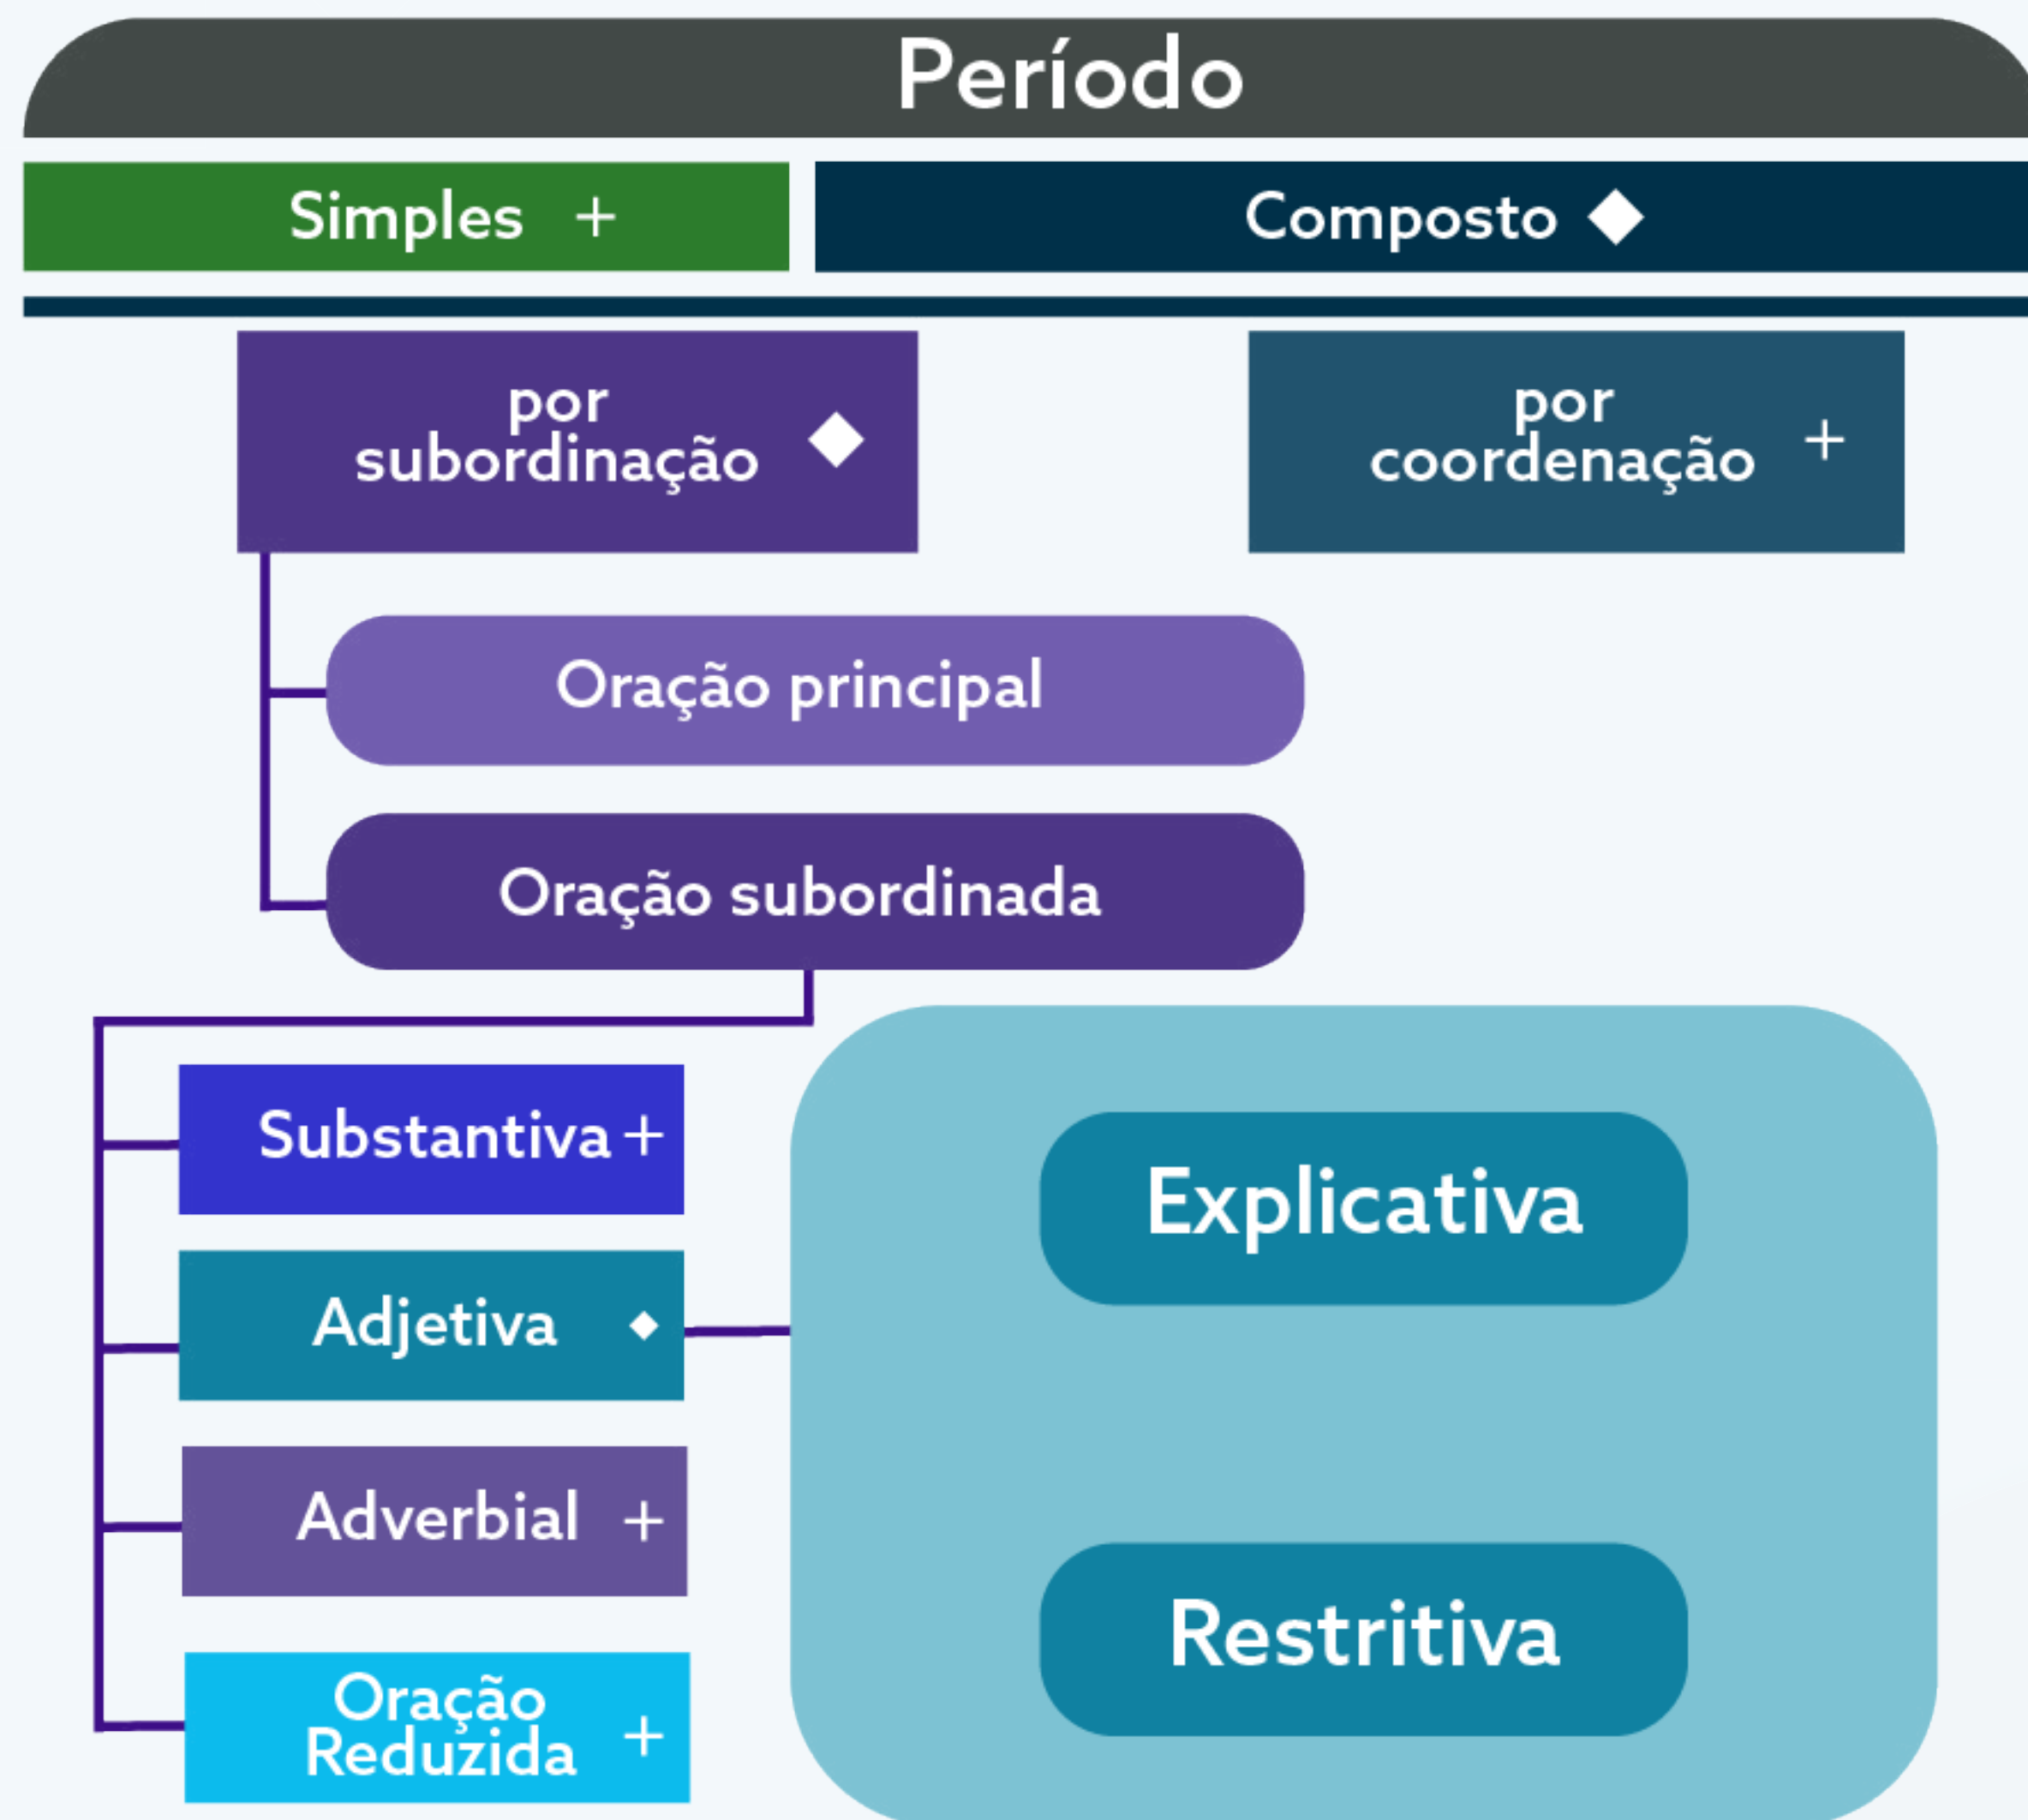 Período
Simples +
Composto ◆
por
subordinação ◆
por
coordenação +
Oração principal
Oração subordinada
Substantiva +
Adjetiva ◆
Adverbial +
Oração
Reduzida +
Explicativa
Restritiva